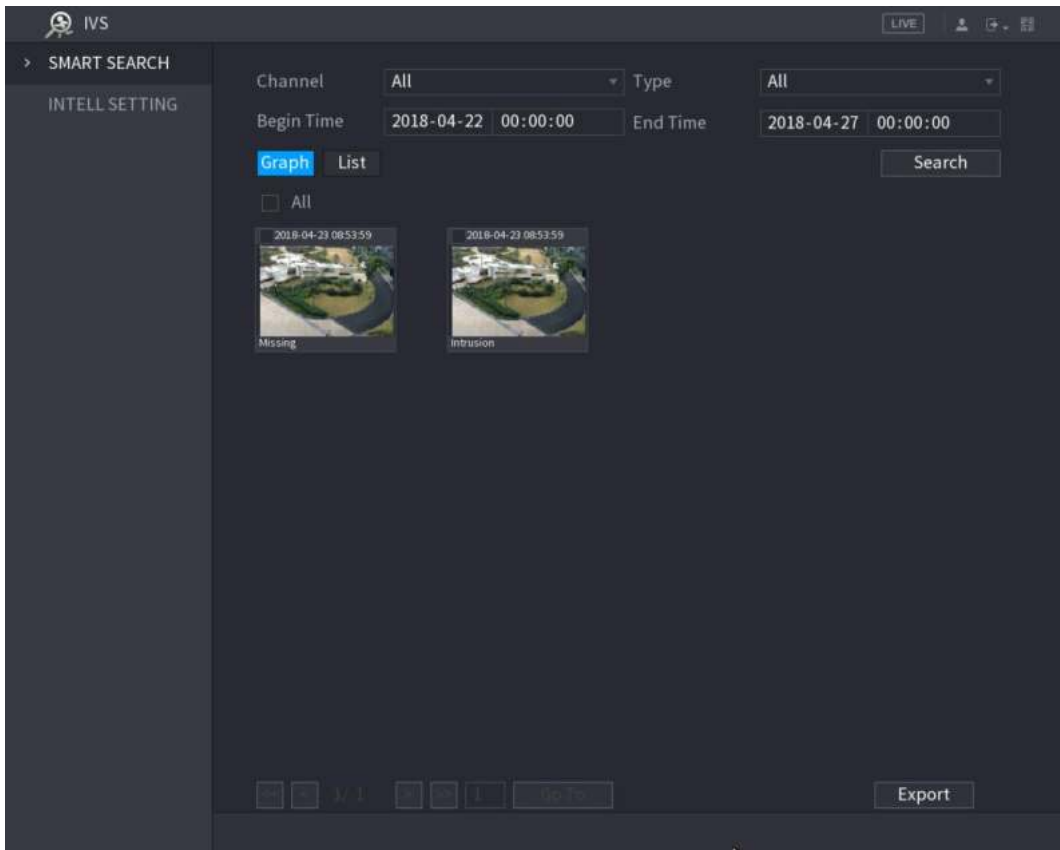 IVS LIVE
SMART SEARCH
INTELL SETTING
Channel All Type All
Begin Time 2018-04-22 00:00:00 End Time 2018-04-27 00:00:00
Graph List Search
All
2018-04-23 08:53:59 2018-04-23 08:53:59
Missing Intrusion
1/ 1 > >> 1 Go To Export